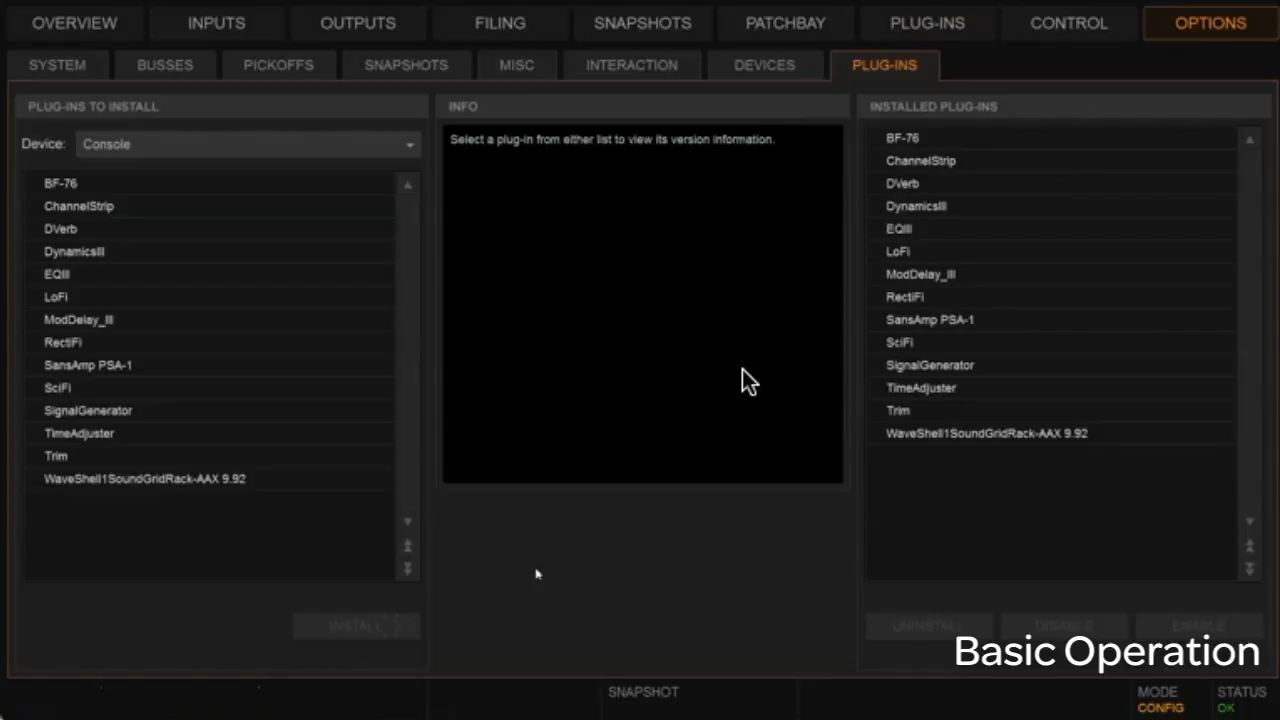 OVERVIEW INPUTS OUTPUTS FILING SNAPSHOTS PATCHBAY PLUG-INS CONTROL OPTIONS
SYSTEM BUSSES PICKOFFS SNAPSHOTS MISC INTERACTION DEVICES PLUG-INS
PLUG-INS TO INSTALL
Device: Console
BF-76
ChannelStrip
DVerb
DynamicsIII
EQIII
LoFi
ModDelay_III
RectiFi
SansAmp PSA-1
SciFi
SignalGenerator
TimeAdjuster
Trim
WaveShell1SoundGridRack-AAX 9.92
INSTALL
INFO
Select a plug-in from either list to view its version information.
INSTALLED PLUG-INS
BF-76
ChannelStrip
DVerb
DynamicsIII
EQIII
LoFi
ModDelay_III
RectiFi
SansAmp PSA-1
SciFi
SignalGenerator
TimeAdjuster
Trim
WaveShell1SoundGridRack-AAX 9.92
UNINSTALL DISABLE ENABLE
Basic Operation
SNAPSHOT
MODE
CONFIG
STATUS
OK